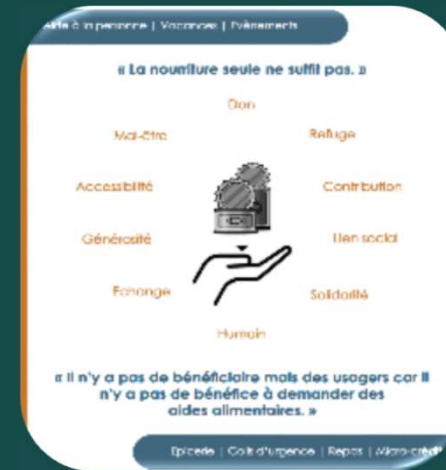 Aide à la personne | Vacances | Evènements
« La nourriture seule ne suffit pas. »
Don
Mal-être
Refuge
Accessibilité
Contribution
Générosité
Lien social
Echange
Solidarité
Humain
« Il n'y a pas de bénéficiaire mais des usagers car il
n'y a pas de bénéfice à demander des
aides alimentaires. »
Epicerie | Colis d'urgence | Repas | Micro-crédit